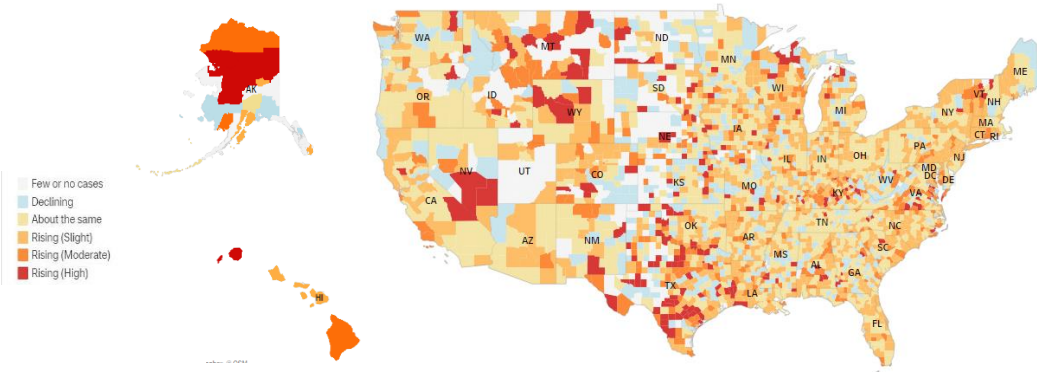 WA
MT
ND
MN
ME
OR
ID
SD
WI
VT
NH
AK
WY
MI
NY
MA
CT RI
NE
IA
PA
NJ
NV
UT
CO
IL
IN
OH
MD
DC
DE
CA
KS
MO
WV
VA
KY
Few or no cases
Declining
About the same
Rising (Slight)
Rising (Moderate)
Rising (High)
AZ
NM
OK
AR
TN
NC
SC
MS
AL
GA
HI
TX
LA
FL